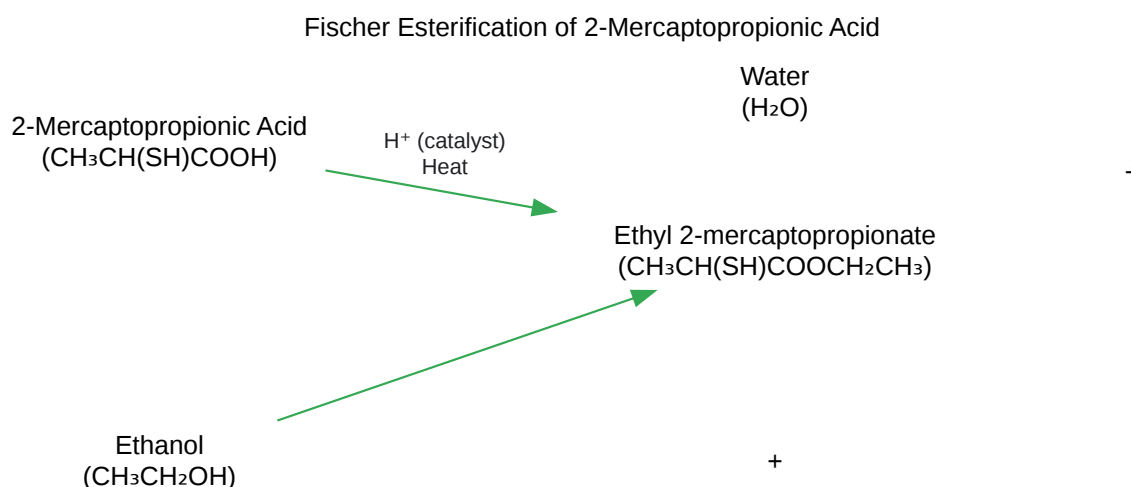 Fischer Esterification of 2-Mercaptopropionic Acid
Water
(H₂O)
2-Mercaptopropionic Acid
(CH₃CH(SH)COOH)
H⁺ (catalyst)
Heat
Ethyl 2-mercaptopropionate
(CH₃CH(SH)COOCH₂CH₃)
Ethanol
(CH₃CH₂OH)
+